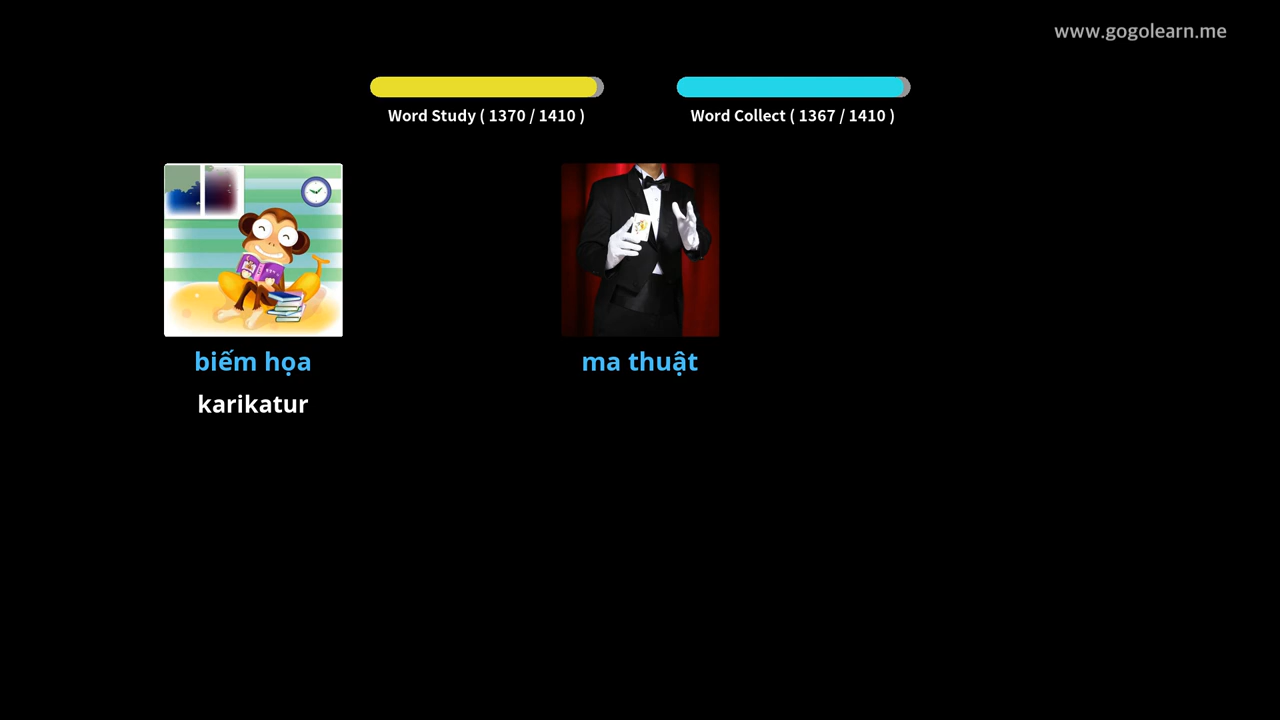 www.gogolearn.me
Word Study ( 1370 / 1410 )
Word Collect ( 1367 / 1410 )
biếm họa
ma thuật
karikatur